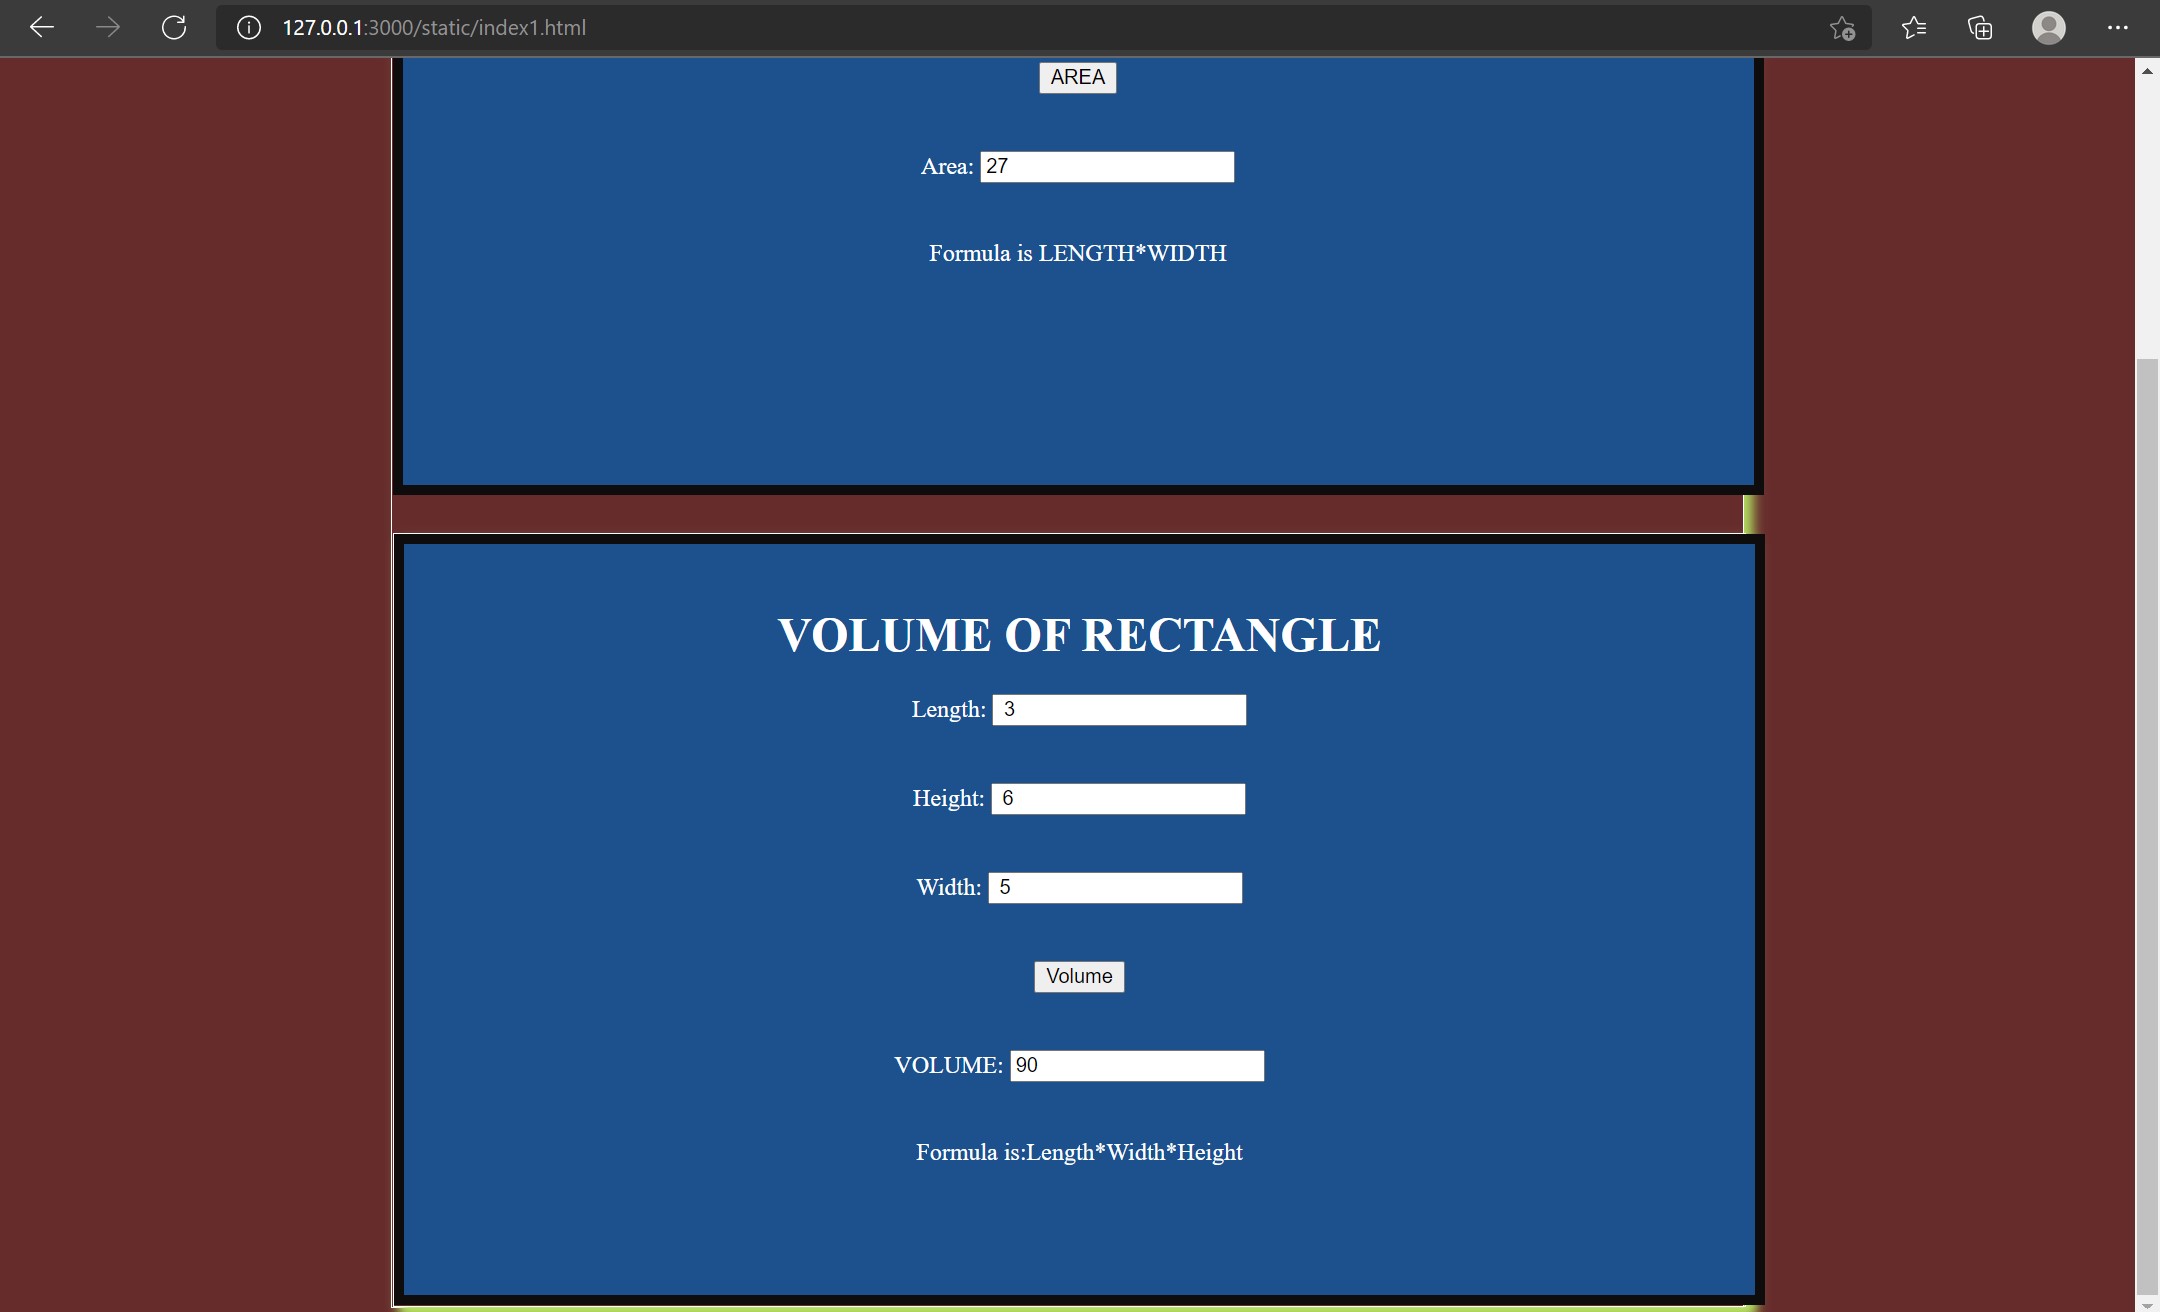 127.0.0.1:3000/static/index1.html
AREA
Area: 27
Formula is LENGTH*WIDTH
VOLUME OF RECTANGLE
Length: 3
Height: 6
Width: 5
Volume
VOLUME: 90
Formula is:Length*Width*Height